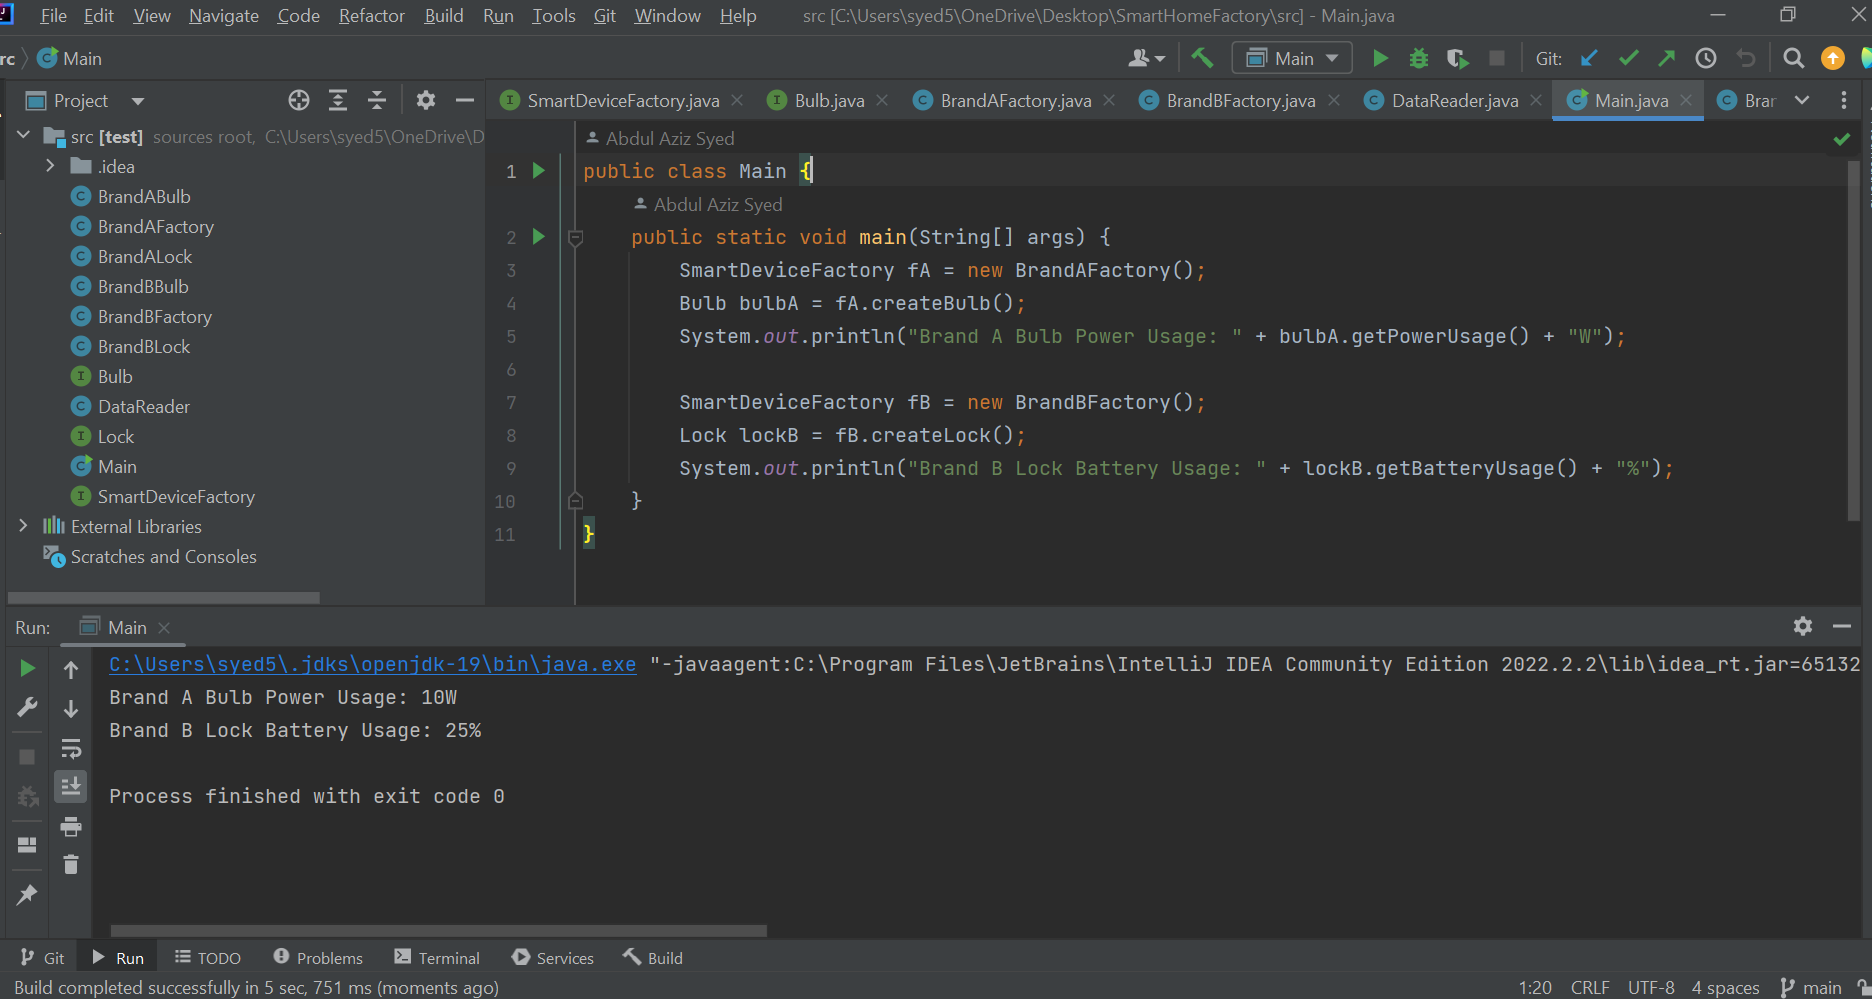 File Edit View Navigate Code Refactor Build Run Tools Git Window Help src [C:\Users\syed5\OneDrive\Desktop\SmartHomeFactory\src] - Main.java
rc Main
Main
Git:
Project
SmartDeviceFactory.java Bulb.java BrandAFactory.java BrandBFactory.java DataReader.java Main.java Brar
src [test] sources root, C:\Users\syed5\OneDrive\D
.idea
BrandABulb
BrandAFactory
BrandALock
BrandBBulb
BrandBFactory
BrandBLock
Bulb
DataReader
Lock
Main
SmartDeviceFactory
External Libraries
Scratches and Consoles
Abdul Aziz Syed
1 public class Main {
Abdul Aziz Syed
2 public static void main(String[] args) {
3 SmartDeviceFactory fA = new BrandAFactory();
4 Bulb bulbA = fA.createBulb();
5 System.out.println("Brand A Bulb Power Usage: " + bulbA.getPowerUsage() + "W");
6
7 SmartDeviceFactory fB = new BrandBFactory();
8 Lock lockB = fB.createLock();
9 System.out.println("Brand B Lock Battery Usage: " + lockB.getBatteryUsage() + "%");
10 }
11 }
Run: Main
C:\Users\syed5\.jdks\openjdk-19\bin\java.exe "-javaagent:C:\Program Files\JetBrains\IntelliJ IDEA Community Edition 2022.2.2\lib\idea_rt.jar=65132
Brand A Bulb Power Usage: 10W
Brand B Lock Battery Usage: 25%
Process finished with exit code 0
Git Run TODO Problems Terminal Services Build
Build completed successfully in 5 sec, 751 ms (moments ago)
1:20 CRLF UTF-8 4 spaces main